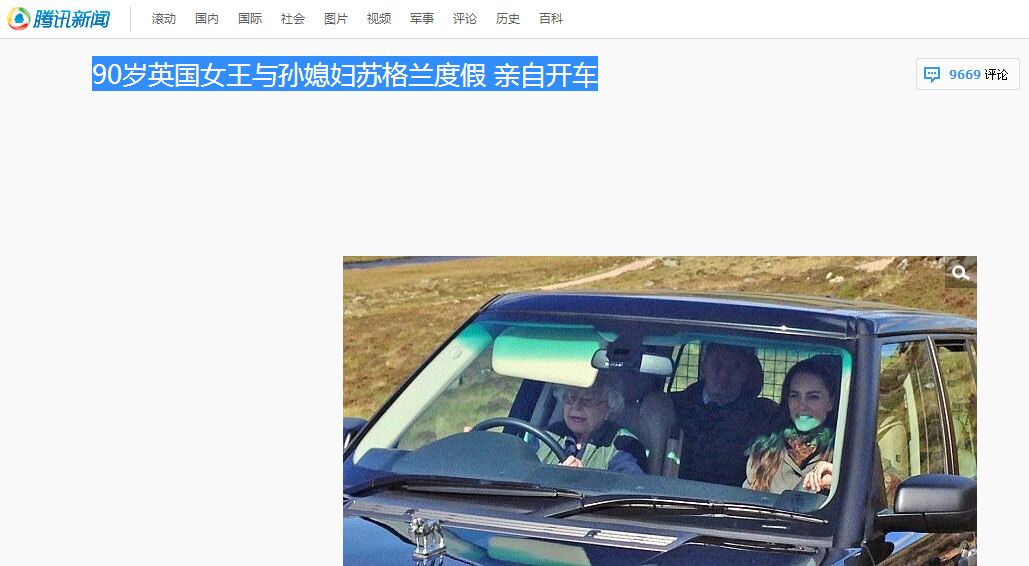 腾讯新闻
滚动 国内 国际 社会 图片 视频 军事 评论 历史 百科
90岁英国女王与孙媳妇苏格兰度假 亲自开车
9669 评论